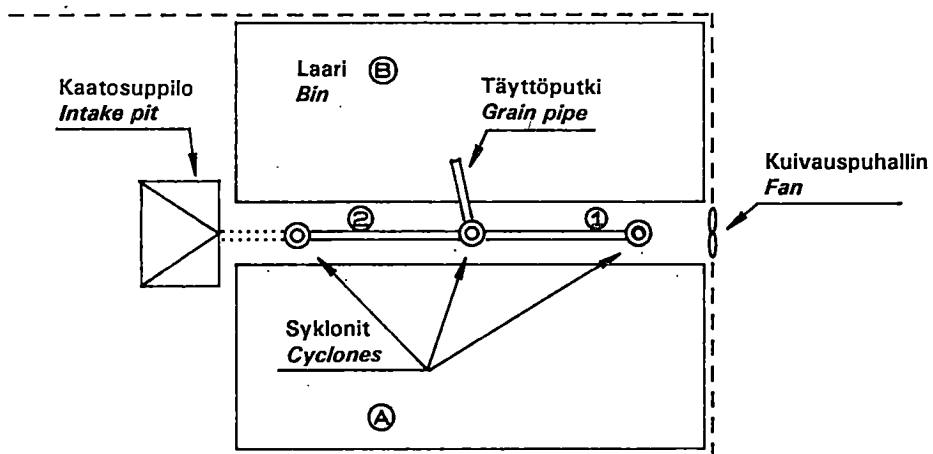 Laari Ⓑ
Bin
Kaatosuppilo
Intake pit
Täyttöputki
Grain pipe
Kuivauspuhallin
Fan
②
①
Syklonit
Cyclones
Ⓐ